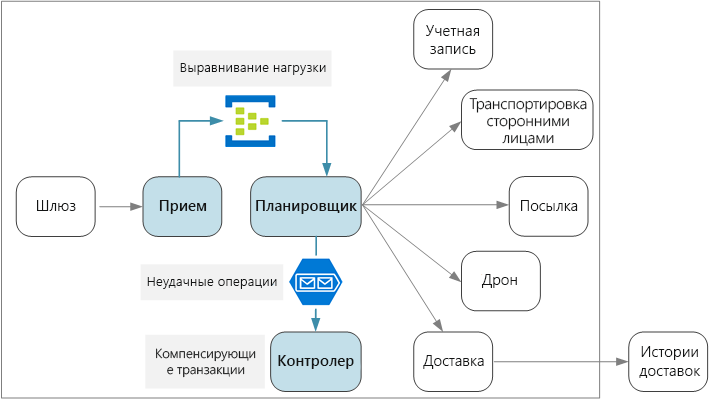 Учетная
запись
Выравнивание нагрузки
Транспортировка
сторонними
лицами
Шлюз
Прием
Планировщик
Посылка
Неудачные операции
Дрон
Компенсирующи
е транзакции
Контролер
Доставка
Истории
доставок